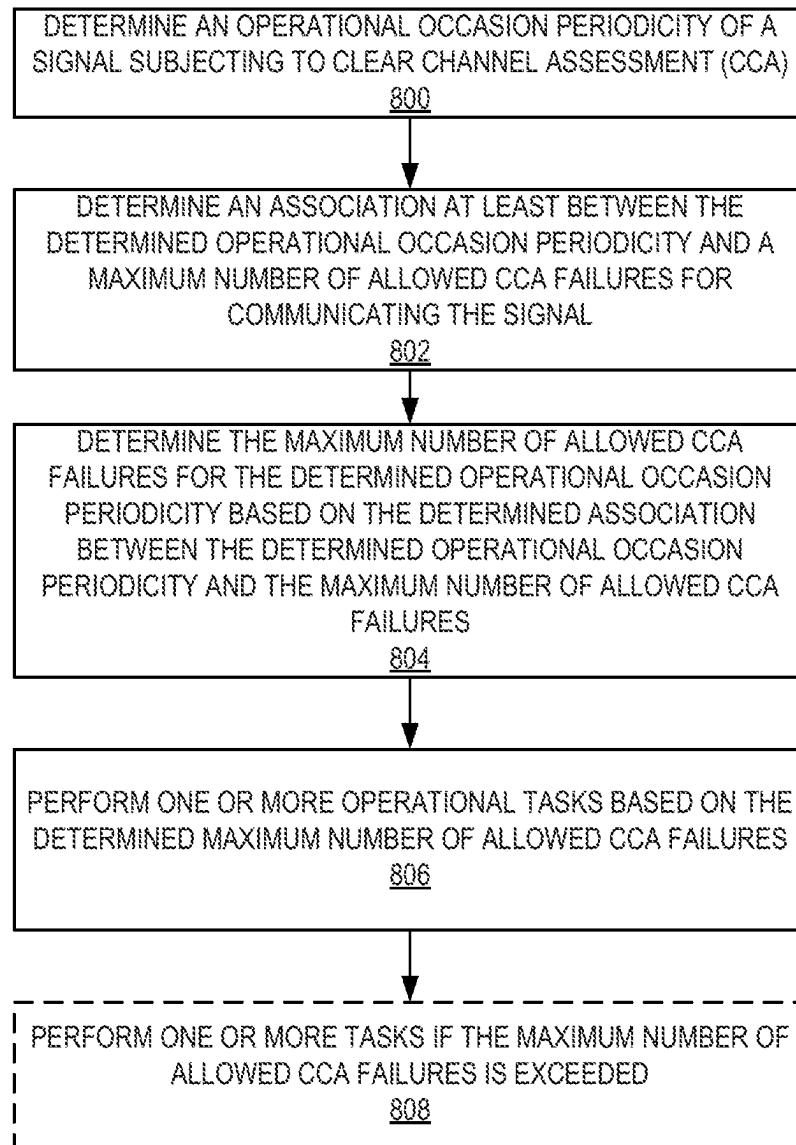 DETERMINE AN OPERATIONAL OCCASION PERIODICITY OF A
SIGNAL SUBJECTING TO CLEAR CHANNEL ASSESSMENT (CCA)
800
DETERMINE AN ASSOCIATION AT LEAST BETWEEN THE
DETERMINED OPERATIONAL OCCASION PERIODICITY AND A
MAXIMUM NUMBER OF ALLOWED CCA FAILURES FOR
COMMUNICATING THE SIGNAL
802
DETERMINE THE MAXIMUM NUMBER OF ALLOWED CCA
FAILURES FOR THE DETERMINED OPERATIONAL OCCASION
PERIODICITY BASED ON THE DETERMINED ASSOCIATION
BETWEEN THE DETERMINED OPERATIONAL OCCASION
PERIODICITY AND THE MAXIMUM NUMBER OF ALLOWED CCA
FAILURES
804
PERFORM ONE OR MORE OPERATIONAL TASKS BASED ON THE
DETERMINED MAXIMUM NUMBER OF ALLOWED CCA FAILURES
806
PERFORM ONE OR MORE TASKS IF THE MAXIMUM NUMBER OF
ALLOWED CCA FAILURES IS EXCEEDED
808